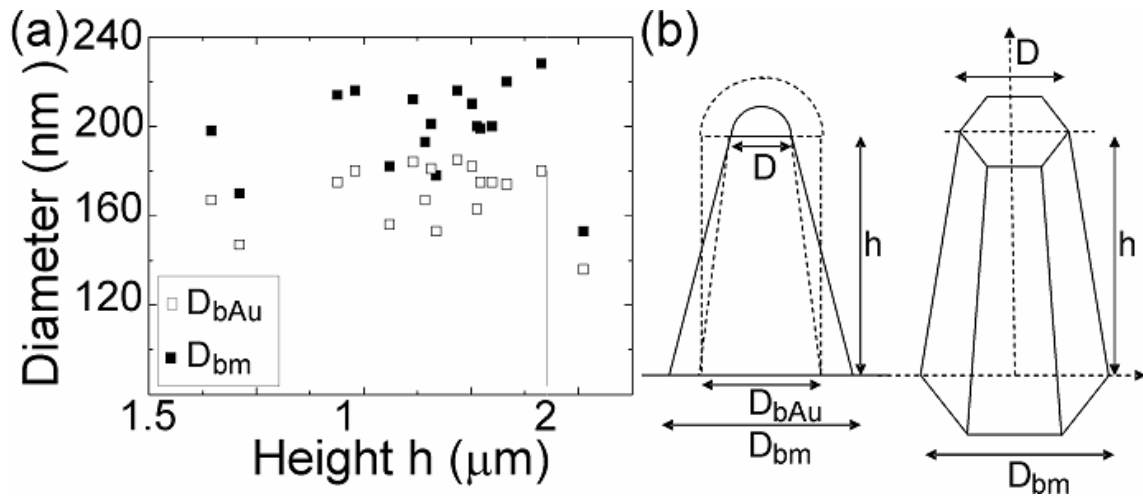 (a)
240
200
160
120
Diameter (nm)
D_bAu
D_bm
1.5
1
2
Height h (μm)
(b)
D
h
D_bAu
D_bm
D
h
D_bm